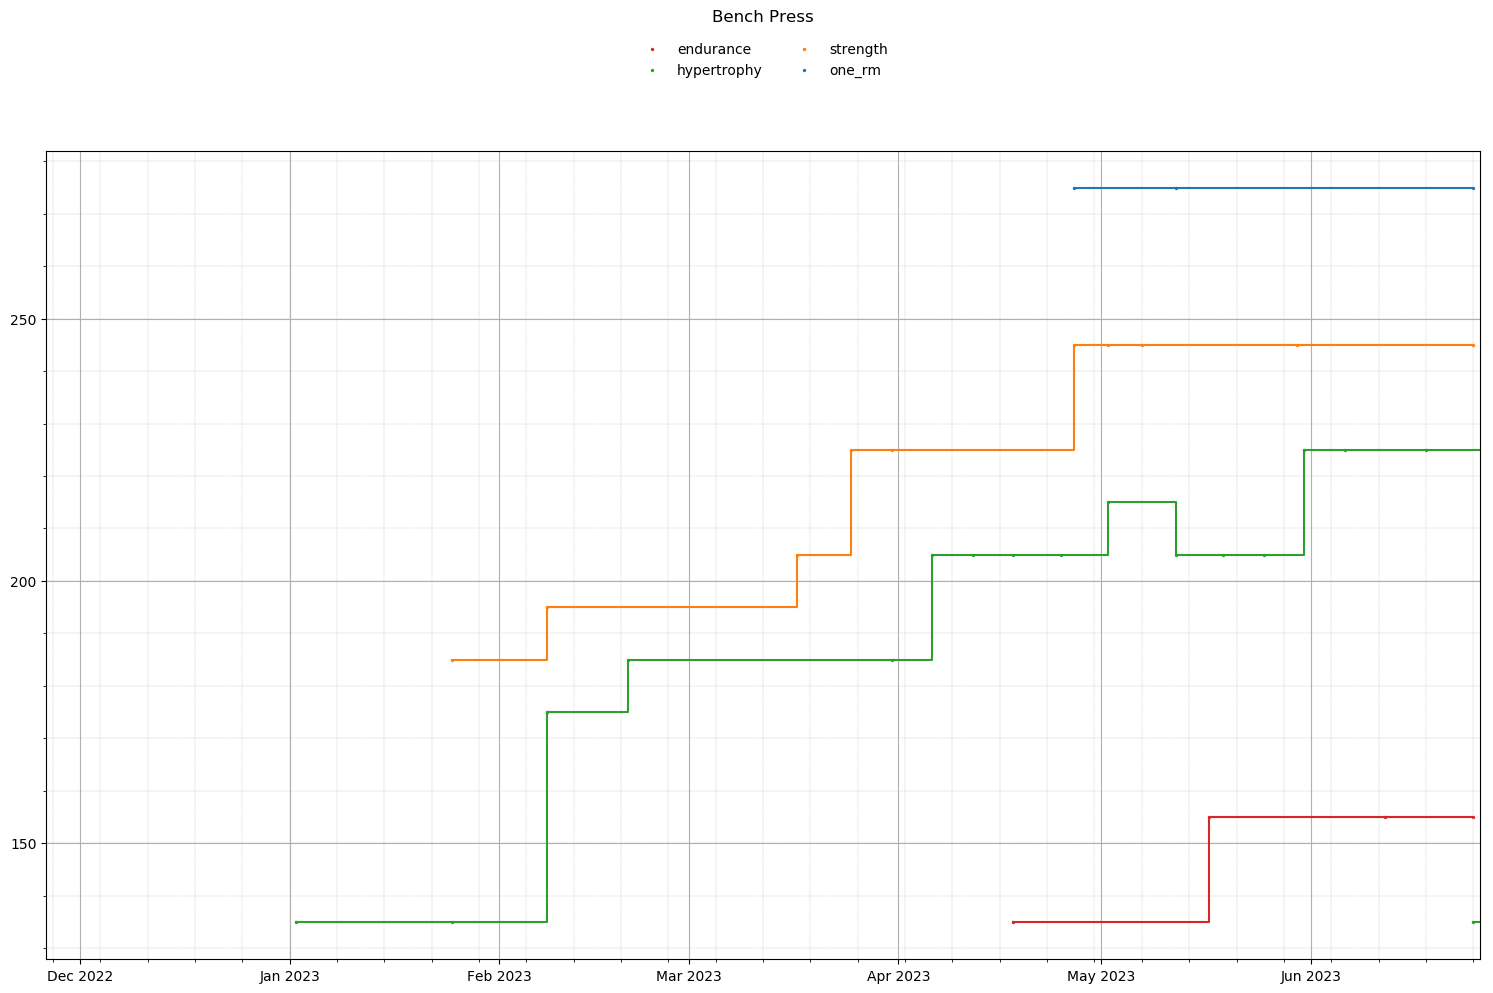 Bench Press
endurance
strength
hypertrophy
one_rm
250
200
150
Dec 2022
Jan 2023
Feb 2023
Mar 2023
Apr 2023
May 2023
Jun 2023